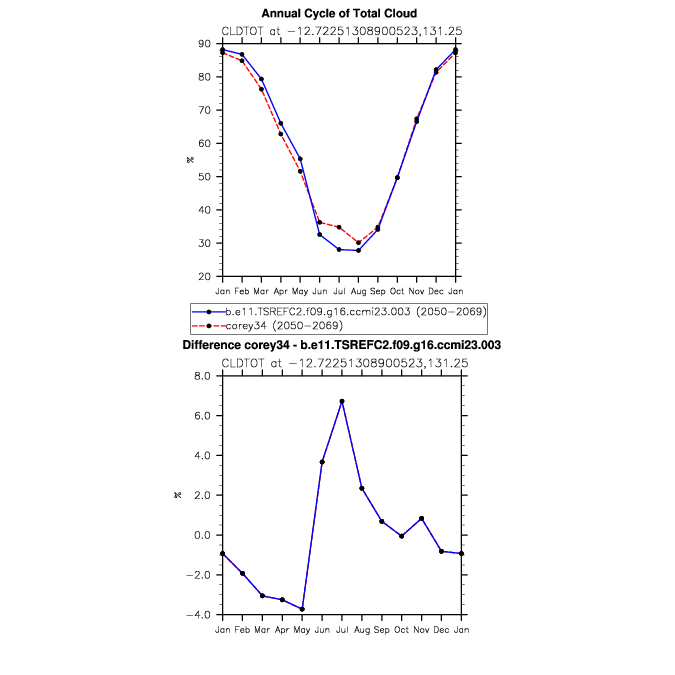 Annual Cycle of Total Cloud
CLDTOT at −12.72251308900523,131.25
90
80
70
60
50
40
30
20
%
Jan Feb Mar Apr May Jun Jul Aug Sep Oct Nov Dec Jan
b.e11.TSREFC2.f09.g16.ccmi23.003 (2050−2069)
corey34 (2050−2069)
Difference corey34 - b.e11.TSREFC2.f09.g16.ccmi23.003
CLDTOT at −12.72251308900523,131.25
8.0
6.0
4.0
2.0
0.0
−2.0
−4.0
%
Jan Feb Mar Apr May Jun Jul Aug Sep Oct Nov Dec Jan